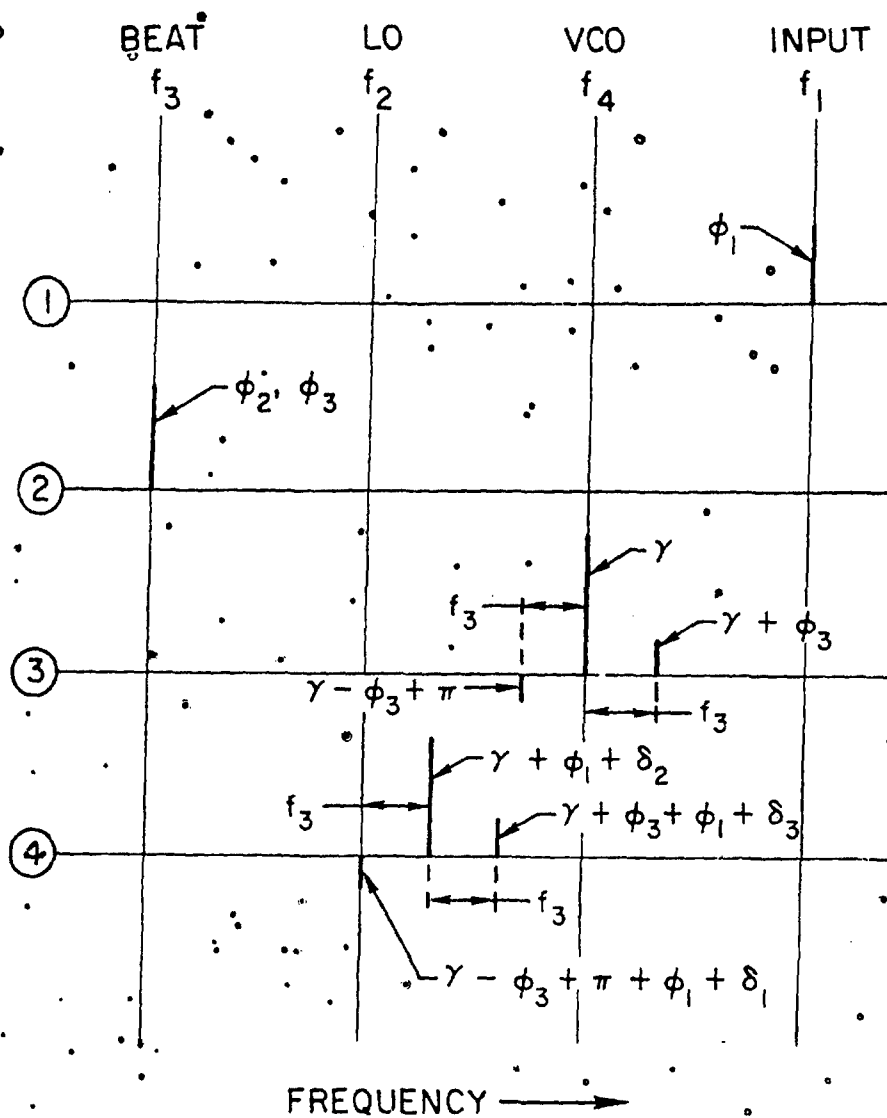 BEAT LO VCO INPUT
f₃ f₂ f₄ f₁
ϕ₁
1
ϕ₂, ϕ₃
2
γ
f₃
γ + ϕ₃
3
γ - ϕ₃ + π
f₃
γ + ϕ₁ + δ₂
f₃
γ + ϕ₃ + ϕ₁ + δ₃
4
f₃
γ - ϕ₃ + π + ϕ₁ + δ₁
FREQUENCY